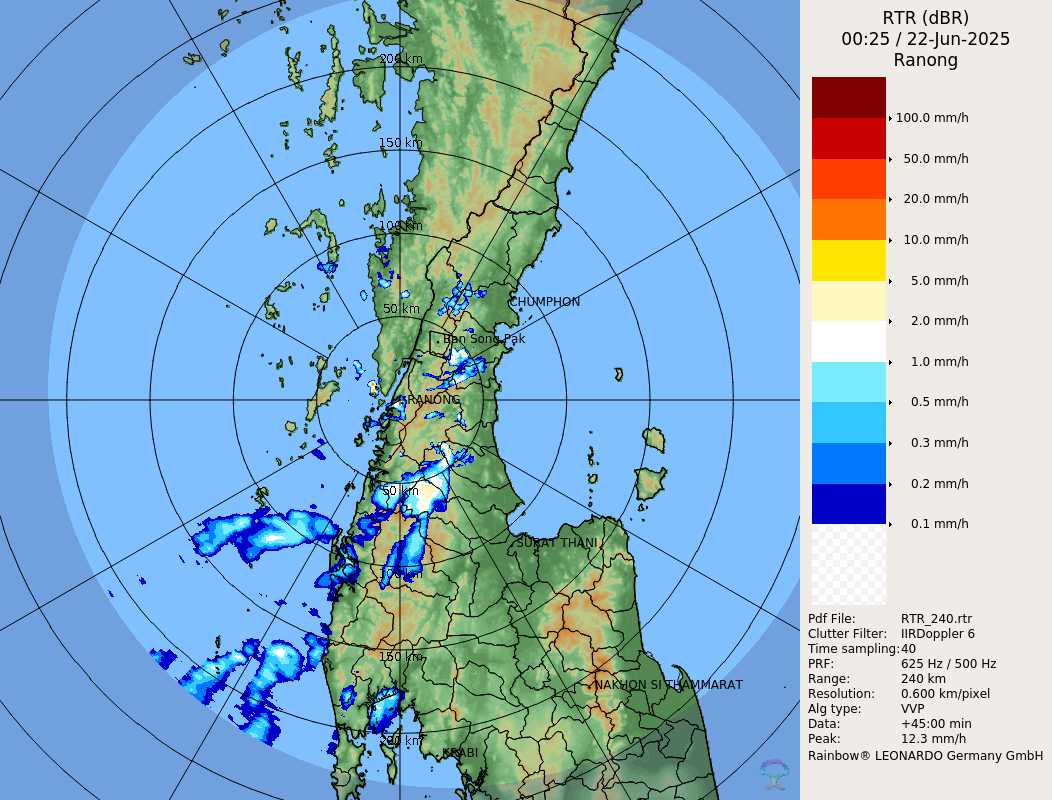 RTR (dBR)
00:25 / 22-Jun-2025
Ranong
100.0 mm/h
50.0 mm/h
20.0 mm/h
10.0 mm/h
5.0 mm/h
2.0 mm/h
1.0 mm/h
0.5 mm/h
0.3 mm/h
0.2 mm/h
0.1 mm/h
Pdf File: RTR_240.rtr
Clutter Filter: IIRDoppler 6
Time sampling:40
PRF: 625 Hz / 500 Hz
Range: 240 km
Resolution: 0.600 km/pixel
Alg type: VVP
Data: +45:00 min
Peak: 12.3 mm/h
Rainbow® LEONARDO Germany GmbH
200 km
150 km
100 km
50 km
CHUMPHON
Ban Song Pak
RANONG
50 km
SURAT THANI
100 km
150 km
NAKHON SI THAMMARAT
200 km
KRABI